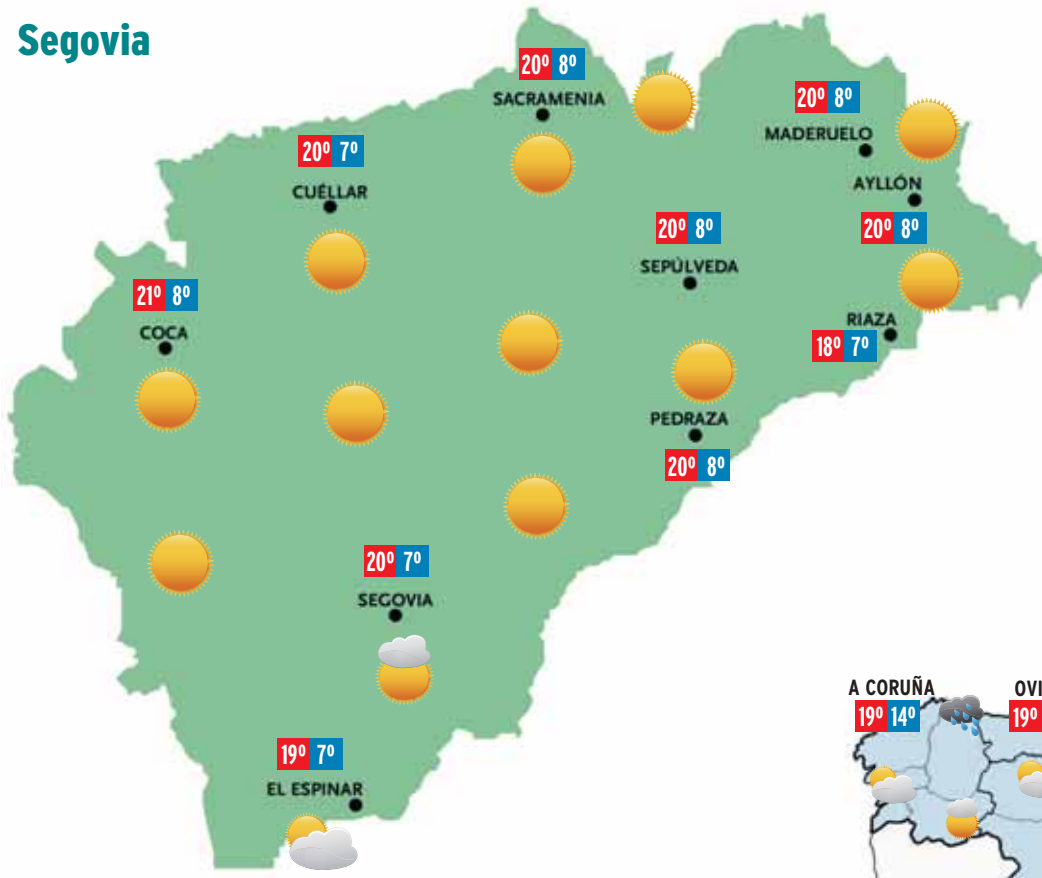 Segovia
20º 8º
SACRAMENIA
20º 8º
MADERUELO
20º 7º
CUÉLLAR
AYLLÓN
20º 8º
20º 8º
SEPÚLVEDA
21º 8º
COCA
RIAZA
18º 7º
PEDRAZA
20º 8º
20º 7º
SEGOVIA
19º 7º
EL ESPINAR
A CORUÑA
19º 14º
OVI
19º